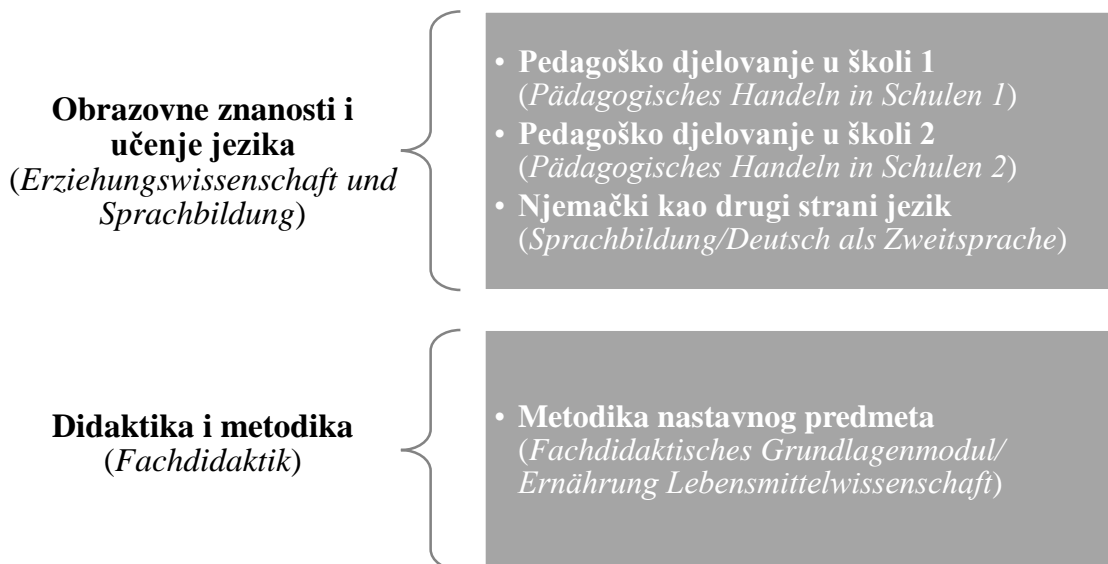 Obrazovne znanosti i
učenje jezika
(Erziehungswissenschaft und
Sprachbildung)
• Pedagoško djelovanje u školi 1
(Pädagogisches Handeln in Schulen 1)
• Pedagoško djelovanje u školi 2
(Pädagogisches Handeln in Schulen 2)
• Njemački kao drugi strani jezik
(Sprachbildung/Deutsch als Zweitsprache)
Didaktika i metodika
(Fachdidaktik)
• Metodika nastavnog predmeta
(Fachdidaktisches Grundlagenmodul/
Ernährung Lebensmittelwissenschaft)